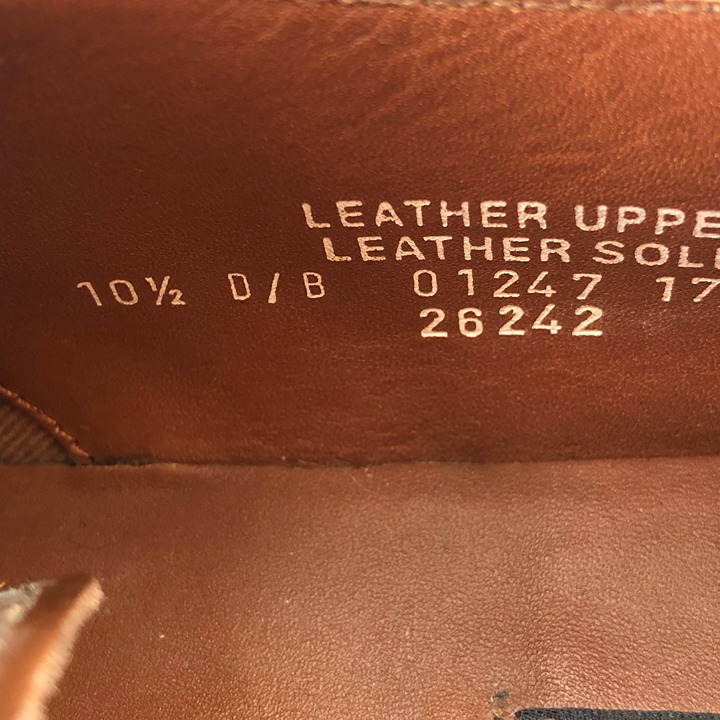 LEATHER UPPE
LEATHER SOL
10½ D/B 01247 17
26242